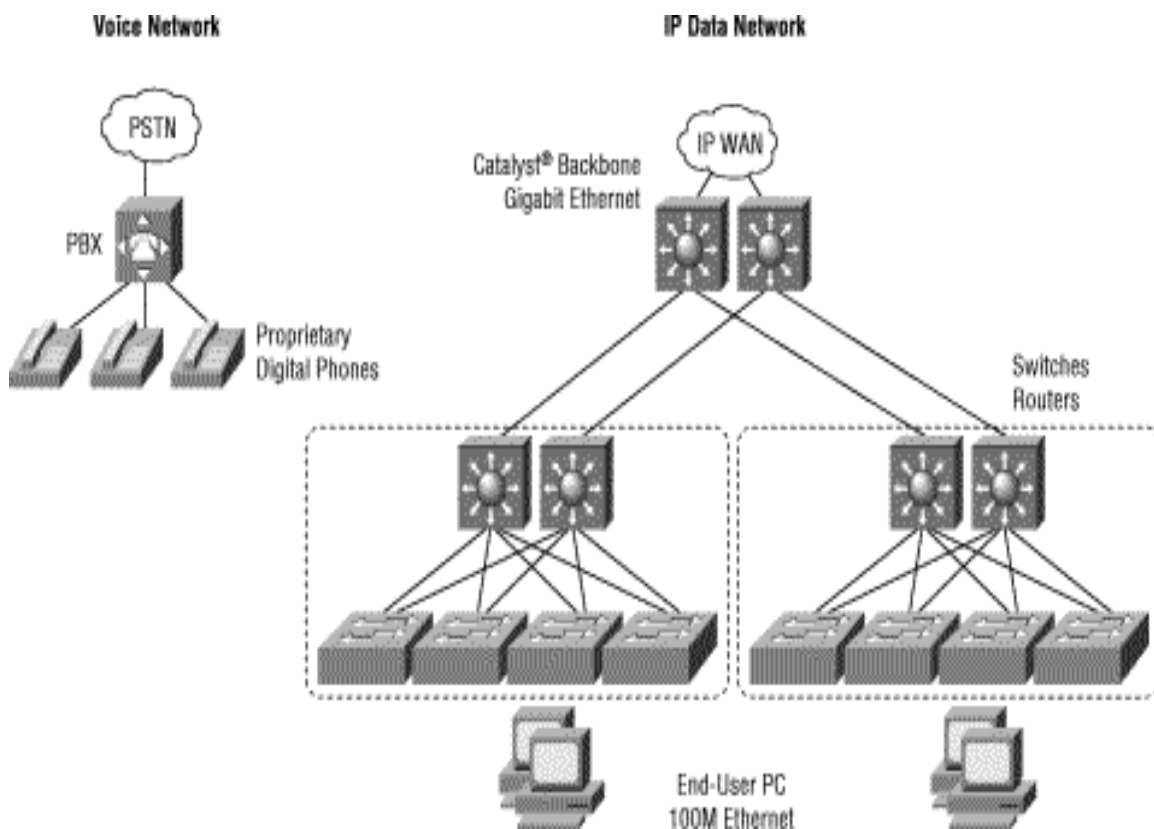 Voice Network
IP Data Network
PSTN
IP WAN
Catalyst® Backbone
Gigabit Ethernet
PBX
Proprietary
Digital Phones
Switches
Routers
End-User PC
100M Ethernet